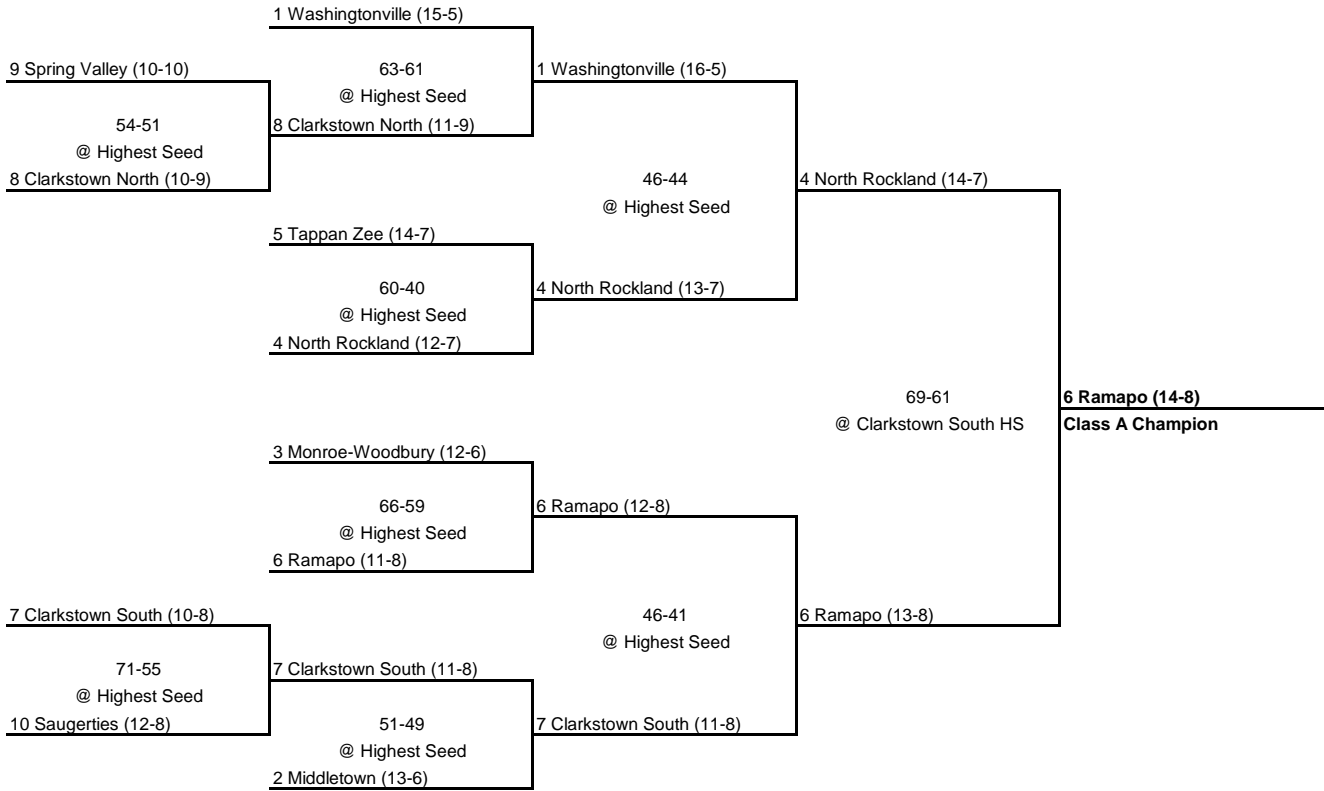 1 Washingtonville (15-5)
9 Spring Valley (10-10)
63-61
1 Washingtonville (16-5)
@ Highest Seed
54-51
8 Clarkstown North (11-9)
@ Highest Seed
8 Clarkstown North (10-9)
46-44
4 North Rockland (14-7)
@ Highest Seed
5 Tappan Zee (14-7)
60-40
4 North Rockland (13-7)
@ Highest Seed
4 North Rockland (12-7)
69-61
6 Ramapo (14-8)
@ Clarkstown South HS
Class A Champion
3 Monroe-Woodbury (12-6)
66-59
6 Ramapo (12-8)
@ Highest Seed
6 Ramapo (11-8)
7 Clarkstown South (10-8)
46-41
6 Ramapo (13-8)
@ Highest Seed
71-55
7 Clarkstown South (11-8)
@ Highest Seed
10 Saugerties (12-8)
51-49
7 Clarkstown South (11-8)
@ Highest Seed
2 Middletown (13-6)